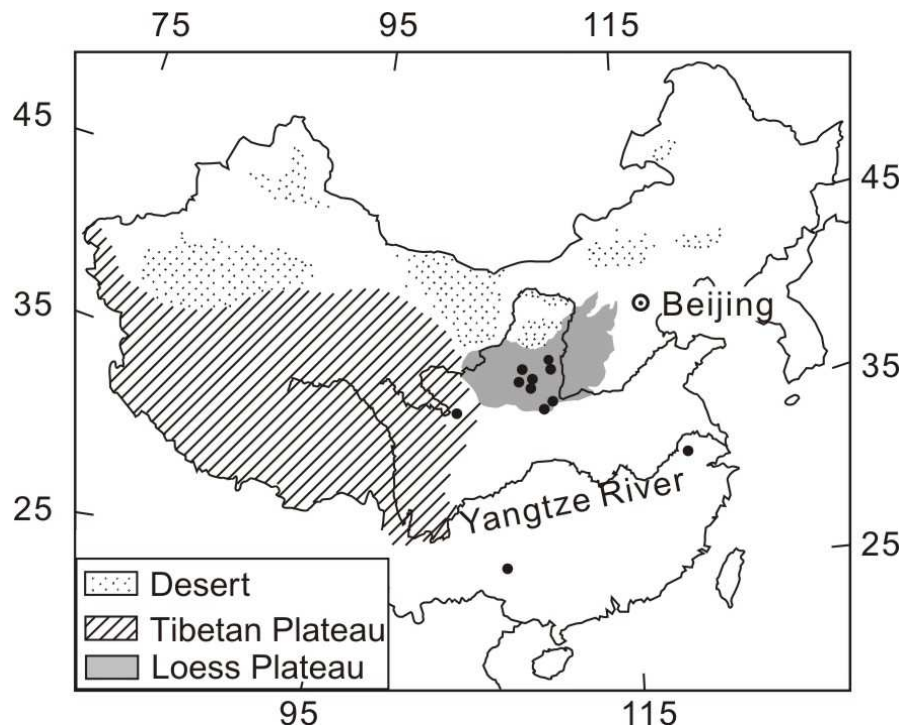 75 95 115
45
45
Beijing
35
35
Yangtze River
25
25
Desert
Tibetan Plateau
Loess Plateau
95 115